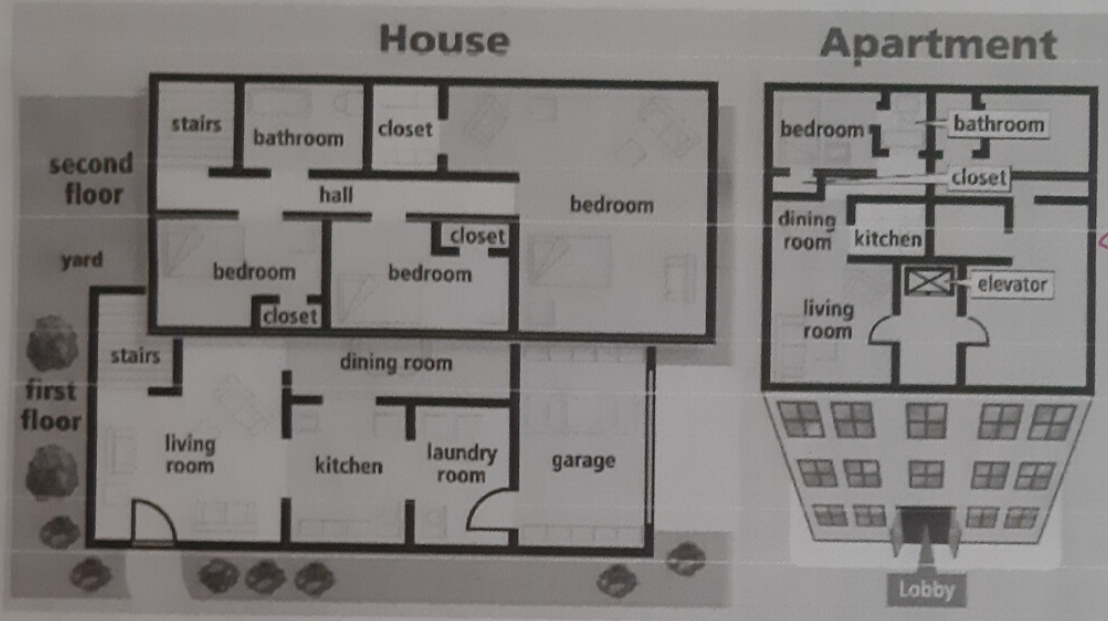 House
stairs
bathroom
closet
second
floor
hall
bedroom
yard
bedroom
closet
bedroom
closet
stairs
dining room
first
floor
living
room
kitchen
laundry
room
garage
Apartment
bedroom
bathroom
closet
dining
room
kitchen
elevator
living
room
Lobby